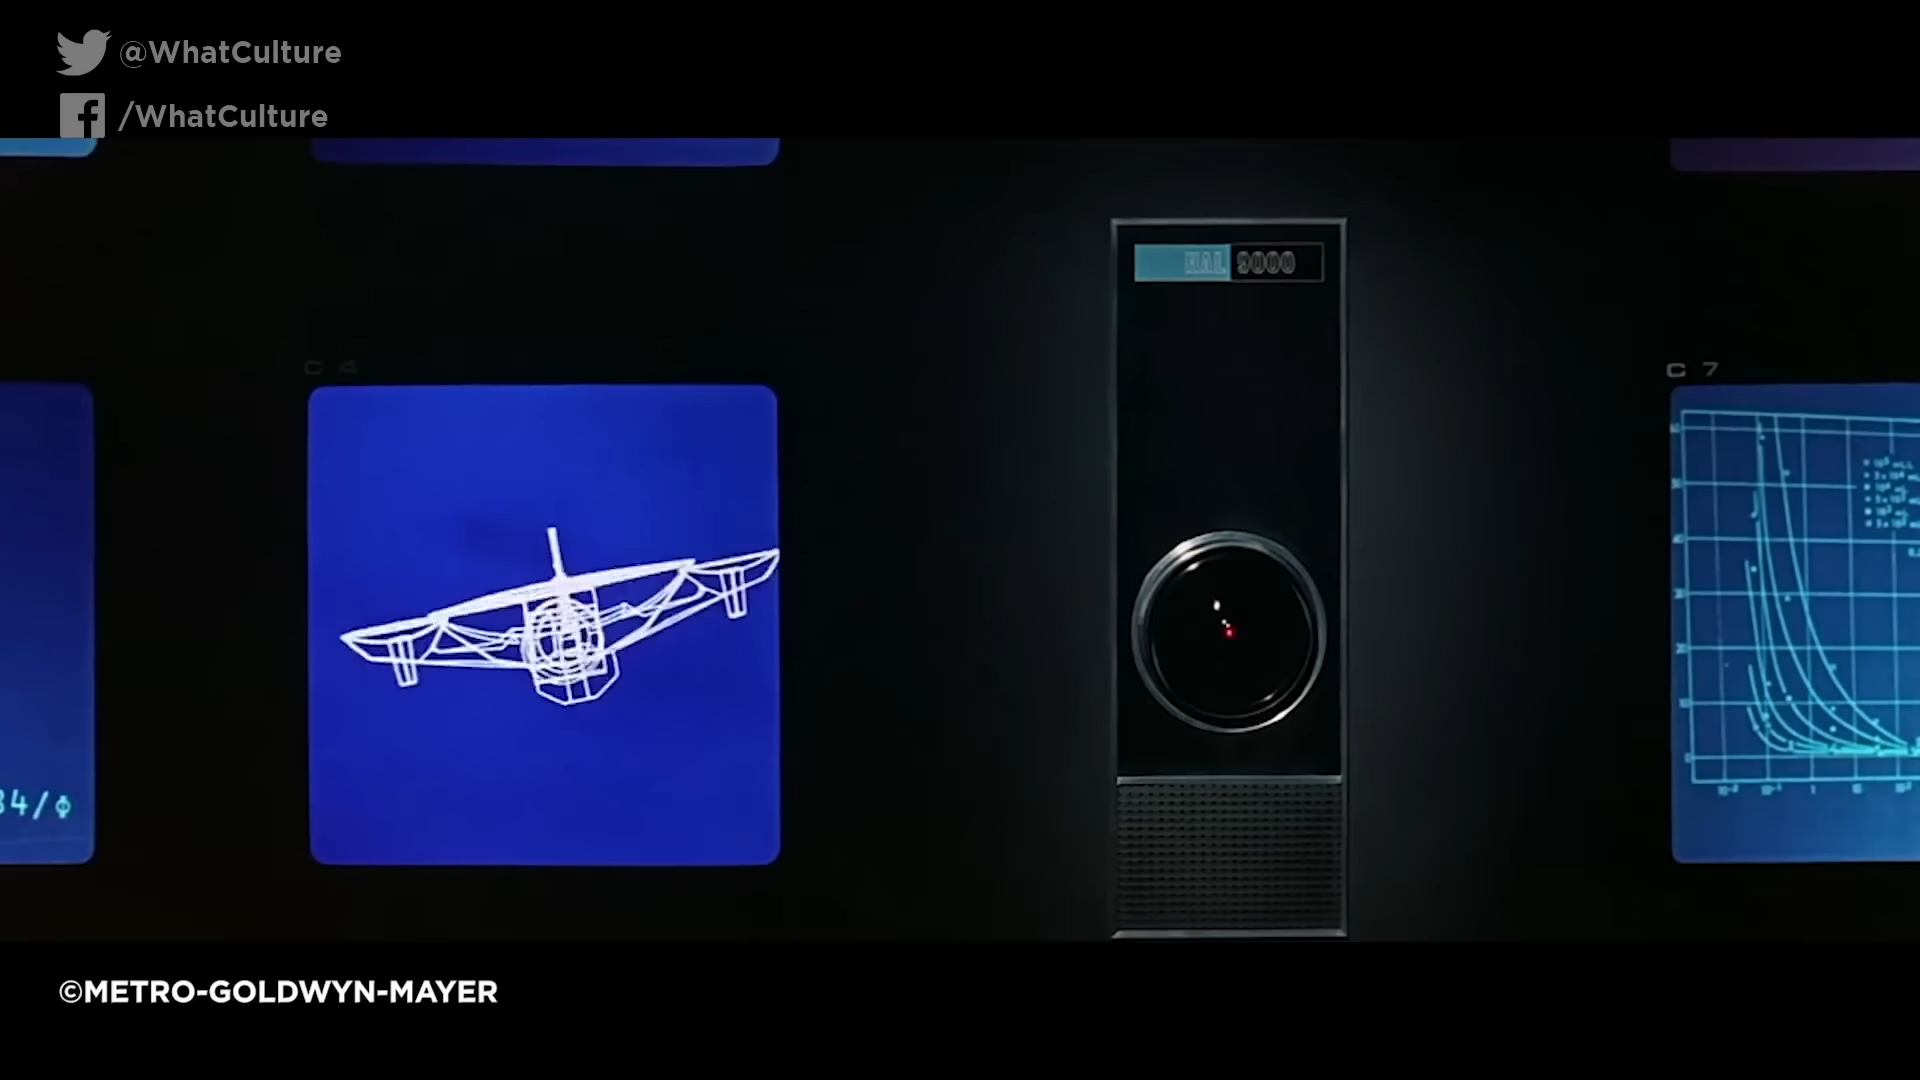 @WhatCulture
/WhatCulture
HAL 9000
C 4
C 7
34/Φ
©METRO-GOLDWYN-MAYER